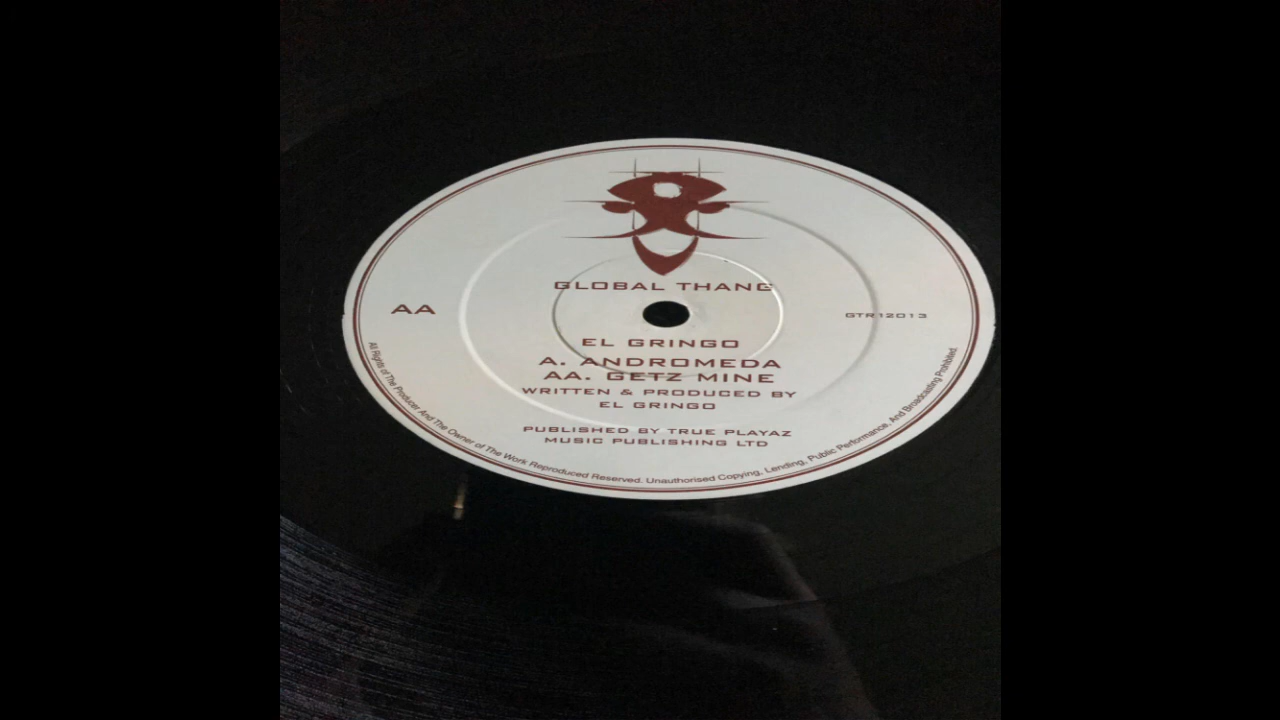 GLOBAL THANG
AA
GTR12013
EL GRINGO
A. ANDROMEDA
AA. GETZ MINE
WRITTEN & PRODUCED BY
EL GRINGO
PUBLISHED BY TRUE PLAYAZ
MUSIC PUBLISHING LTD
All Rights of The Producer And The Owner of The Work Reproduced Reserved. Unauthorised Copying, Lending, Public Performance, And Broadcasting Prohibited.